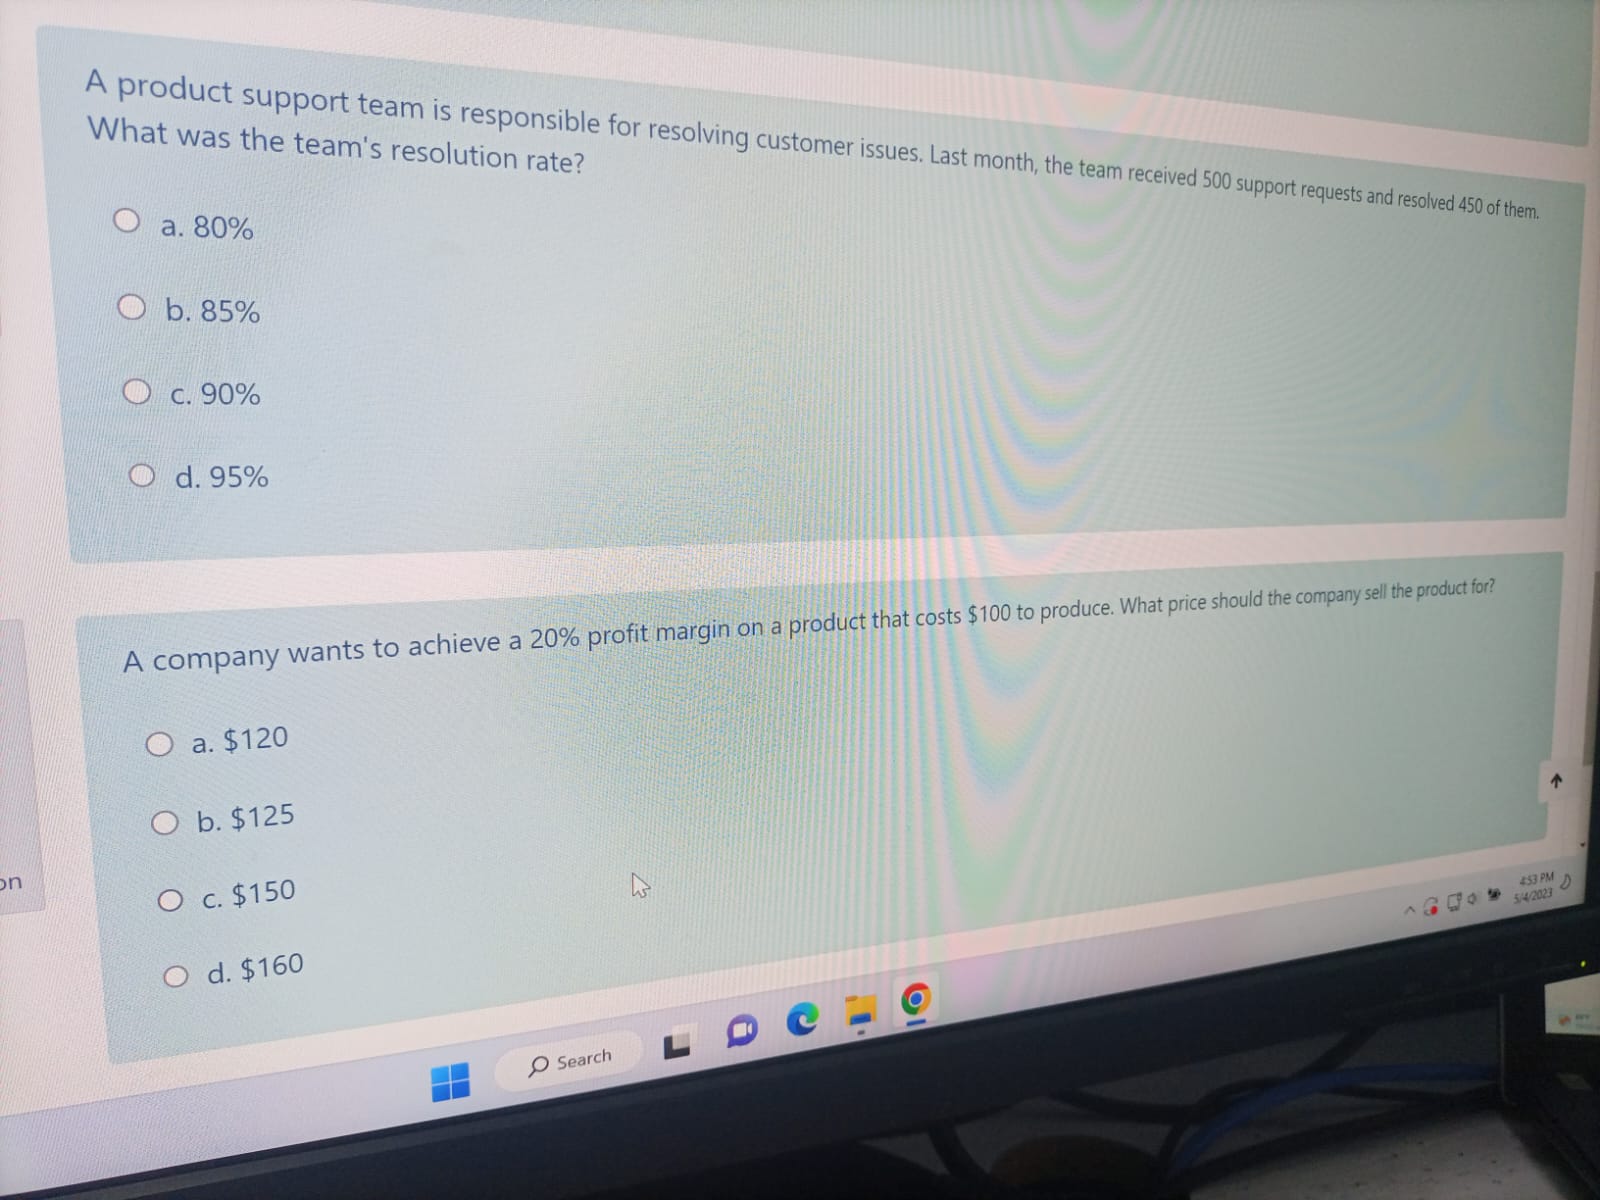 A product support team is responsible for resolving customer issues. Last month, the team received 500 support requests and resolved 450 of them.
What was the team's resolution rate?
a. 80%
b. 85%
c. 90%
d. 95%
A company wants to achieve a 20% profit margin on a product that costs $100 to produce. What price should the company sell the product for?
a. $120
b. $125
c. $150
d. $160
on
Search
4:53 PM
5/4/2023